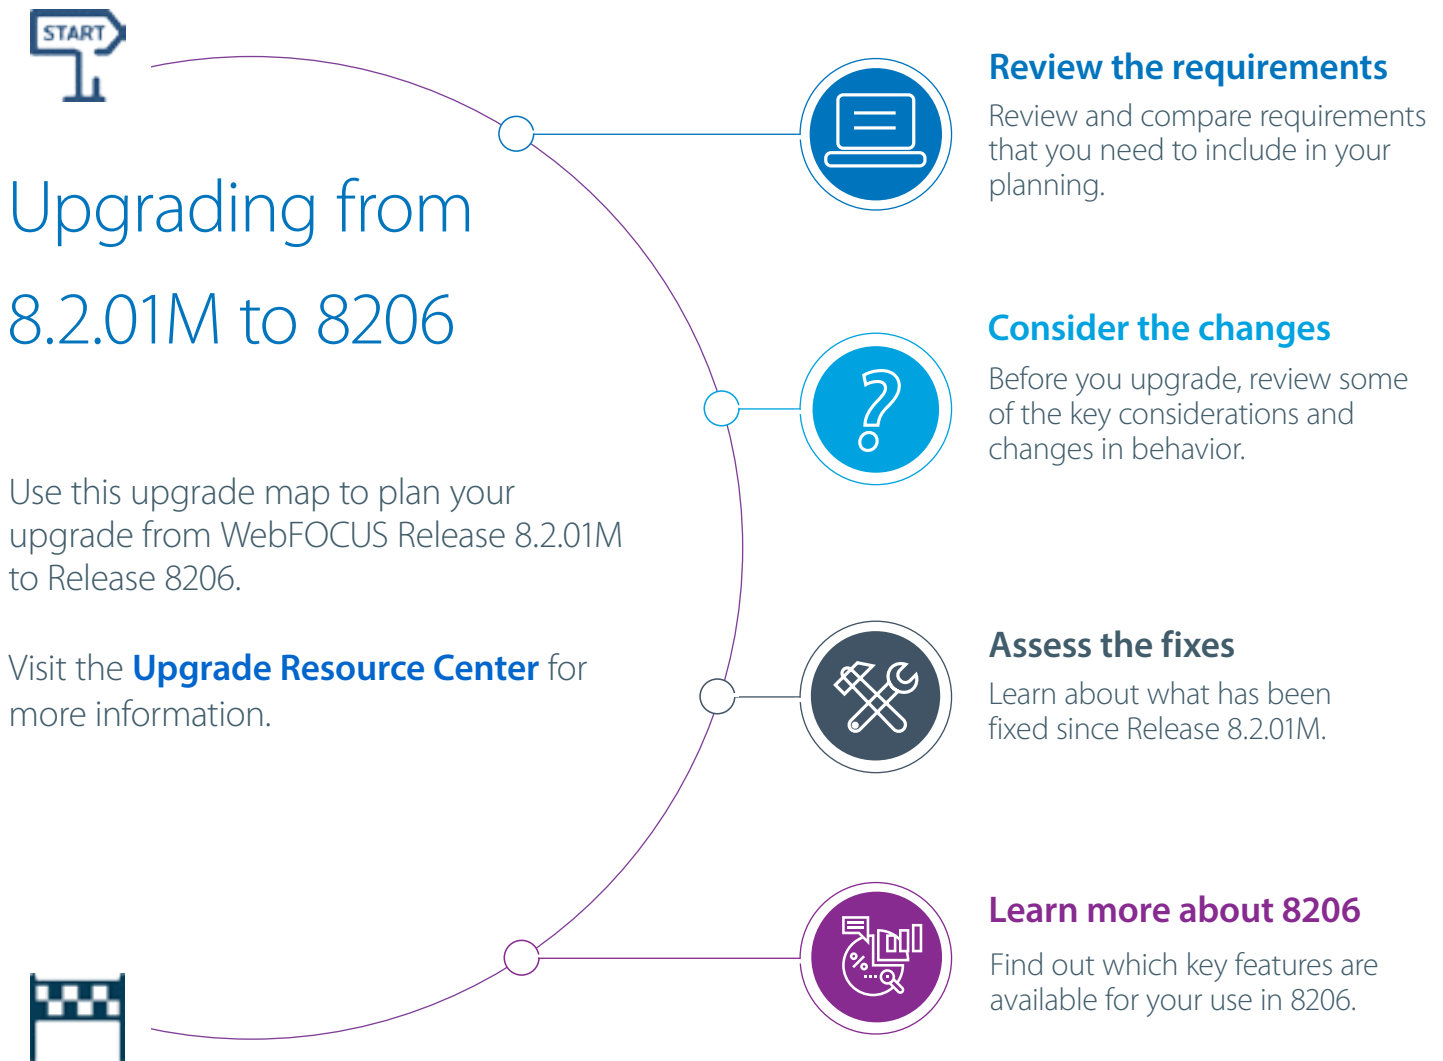 START
Upgrading from
8.2.01M to 8206
Use this upgrade map to plan your
upgrade from WebFOCUS Release 8.2.01M
to Release 8206.
Visit the Upgrade Resource Center for
more information.
Review the requirements
Review and compare requirements
that you need to include in your
planning.
?
Consider the changes
Before you upgrade, review some
of the key considerations and
changes in behavior.
Assess the fixes
Learn about what has been
fixed since Release 8.2.01M.
%
Learn more about 8206
Find out which key features are
available for your use in 8206.